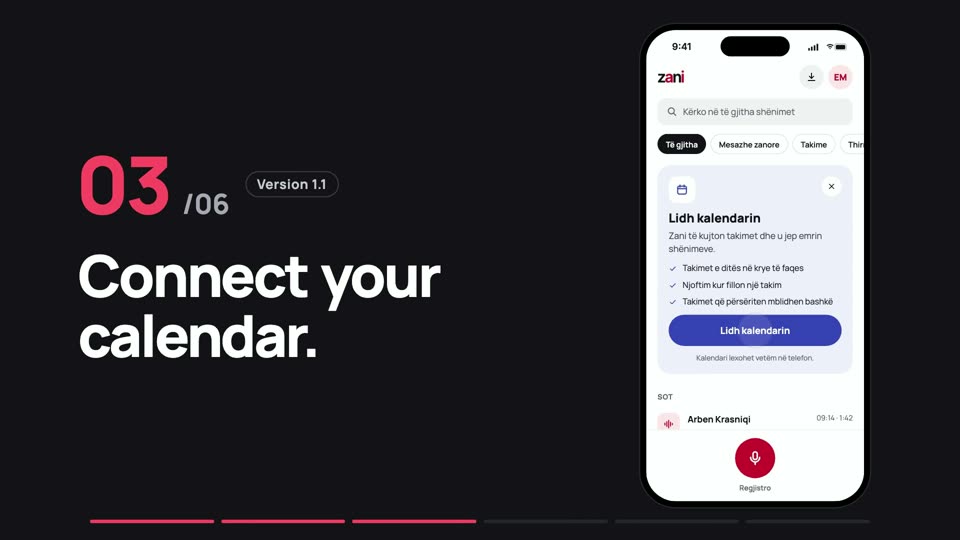 03 /06 Version 1.1
Connect your
calendar.
9:41
zani
EM
Kërko në të gjitha shënimet
Të gjitha Mesazhe zanore Takime Thirr
Lidh kalendarin
Zani të kujton takimet dhe u jep emrin
shënimeve.
Takimet e ditës në krye të faqes
Njoftim kur fillon një takim
Takimet që përsëriten mblidhen bashkë
Lidh kalendarin
Kalendari lexohet vetëm në telefon.
SOT
Arben Krasniqi 09:14 · 1:42
Regjistro